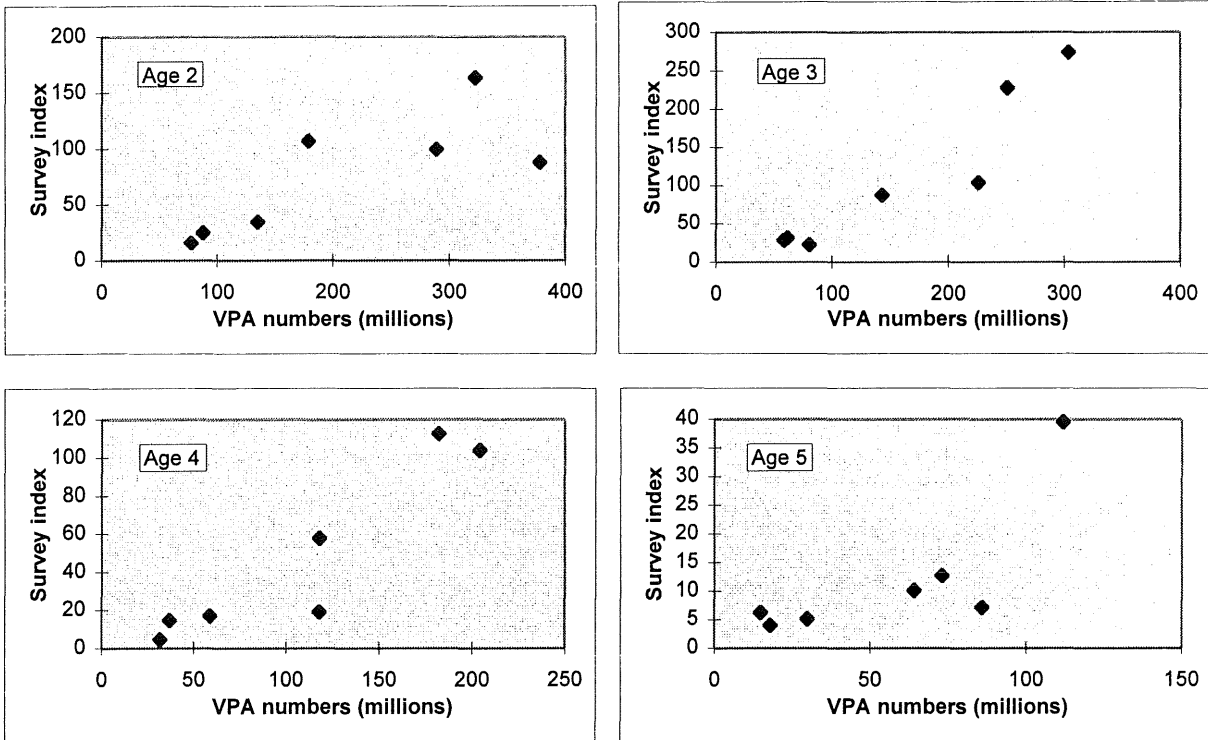 200
150
100
50
0
Survey index
Age 2
0 100 200 300 400
VPA numbers (millions)
300
250
200
150
100
50
0
Survey index
Age 3
0 100 200 300 400
VPA numbers (millions)
120
100
80
60
40
20
0
Survey index
Age 4
0 50 100 150 200 250
VPA numbers (millions)
40
35
30
25
20
15
10
5
0
Survey index
Age 5
0 50 100 150
VPA numbers (millions)